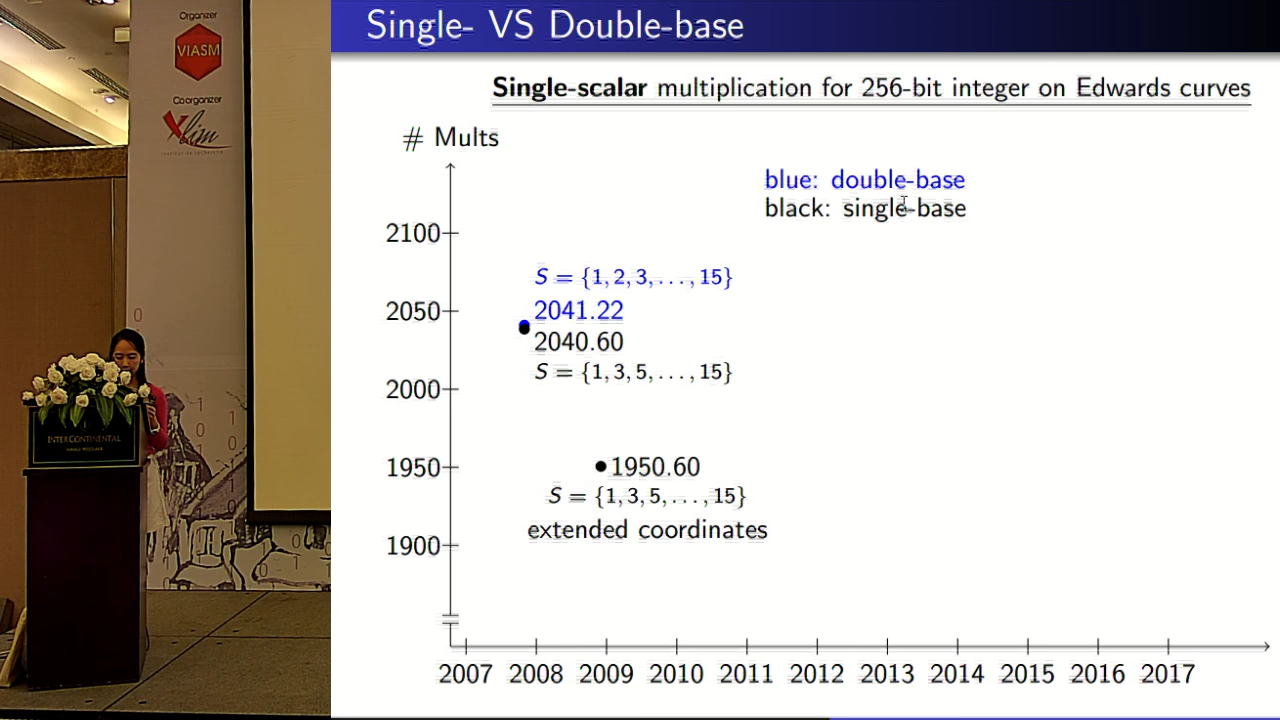 Organizer
VIASM
Coorganizer
Xlim
INTERCONTINENTAL
Single- VS Double-base
Single-scalar multiplication for 256-bit integer on Edwards curves
# Mults
blue: double-base
black: single-base
2100
2050
2000
1950
1900
S = {1, 2, 3, . . . , 15}
2041.22
2040.60
S = {1, 3, 5, . . . , 15}
1950.60
S = {1, 3, 5, . . . , 15}
extended coordinates
2007 2008 2009 2010 2011 2012 2013 2014 2015 2016 2017